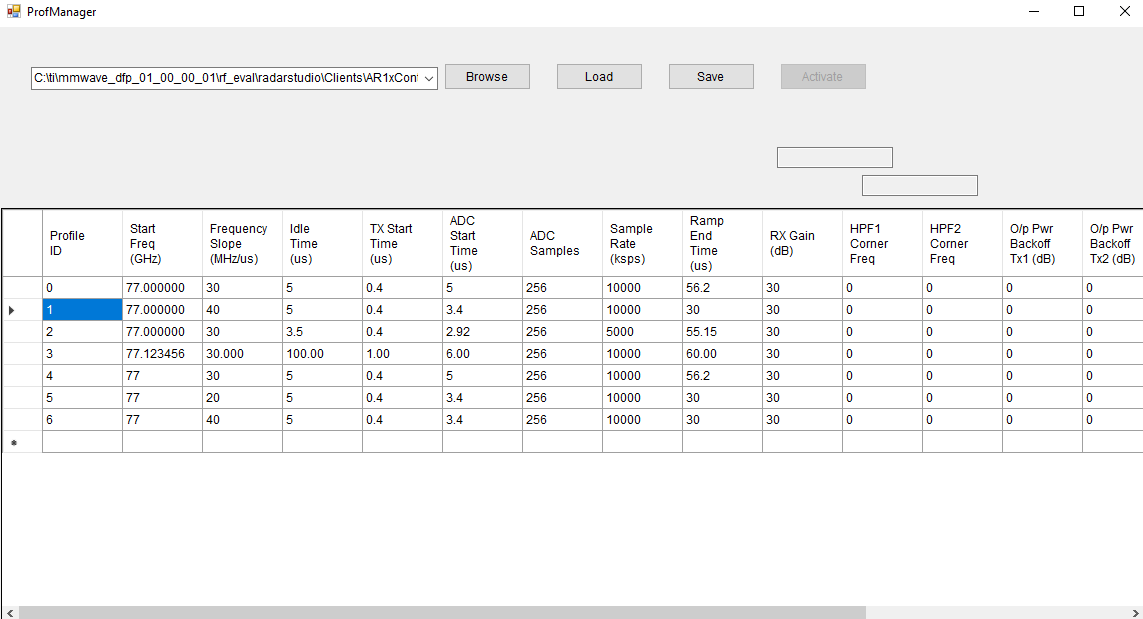 ProfManager
C:\ti\mmwave_dfp_01_00_00_01\rf_eval\radarstudio\Clients\AR1xCont Browse Load Save Activate
Profile ID Start Freq (GHz) Frequency Slope (MHz/us) Idle Time (us) TX Start Time (us) ADC Start Time (us) ADC Samples Sample Rate (ksps) Ramp End Time (us) RX Gain (dB) HPF1 Corner Freq HPF2 Corner Freq O/p Pwr Backoff Tx1 (dB) O/p Pwr Backoff Tx2 (dB)
0 77.000000 30 5 0.4 5 256 10000 56.2 30 0 0 0 0
1 77.000000 40 5 0.4 3.4 256 10000 30 30 0 0 0 0
2 77.000000 30 3.5 0.4 2.92 256 5000 55.15 30 0 0 0 0
3 77.123456 30.000 100.00 1.00 6.00 256 10000 60.00 30 0 0 0 0
4 77 30 5 0.4 5 256 10000 56.2 30 0 0 0 0
5 77 20 5 0.4 3.4 256 10000 30 30 0 0 0 0
6 77 40 5 0.4 3.4 256 10000 30 30 0 0 0 0